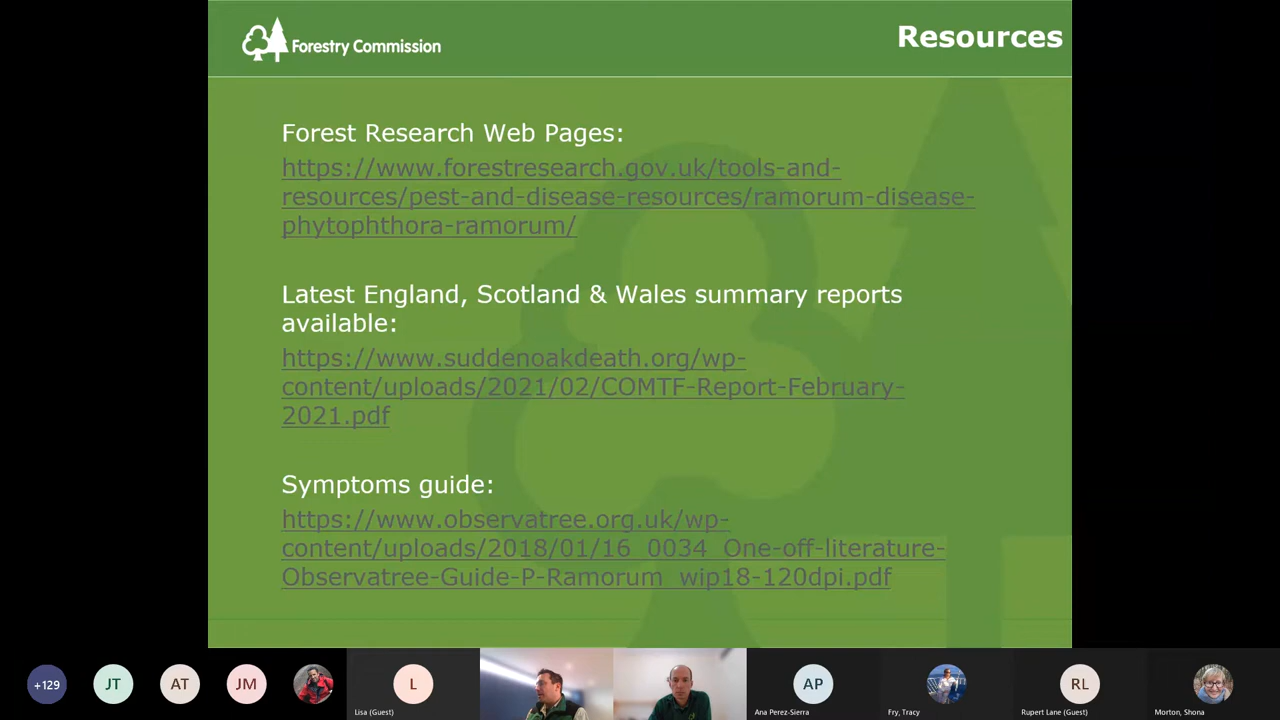 Forestry Commission
Resources
Forest Research Web Pages:
https://www.forestresearch.gov.uk/tools-and-
resources/pest-and-disease-resources/ramorum-disease-
phytophthora-ramorum/
Latest England, Scotland & Wales summary reports
available:
https://www.suddenoakdeath.org/wp-
content/uploads/2021/02/COMTF-Report-February-
2021.pdf
Symptoms guide:
https://www.observatree.org.uk/wp-
content/uploads/2018/01/16_0034_One-off-literature-
Observatree-Guide-P-Ramorum_wip18-120dpi.pdf
+129
JT
AT
JM
L
AP
RL
Lisa (Guest)
Ana Perez-Sierra
Fry, Tracy
Rupert Lane (Guest)
Morton, Shona